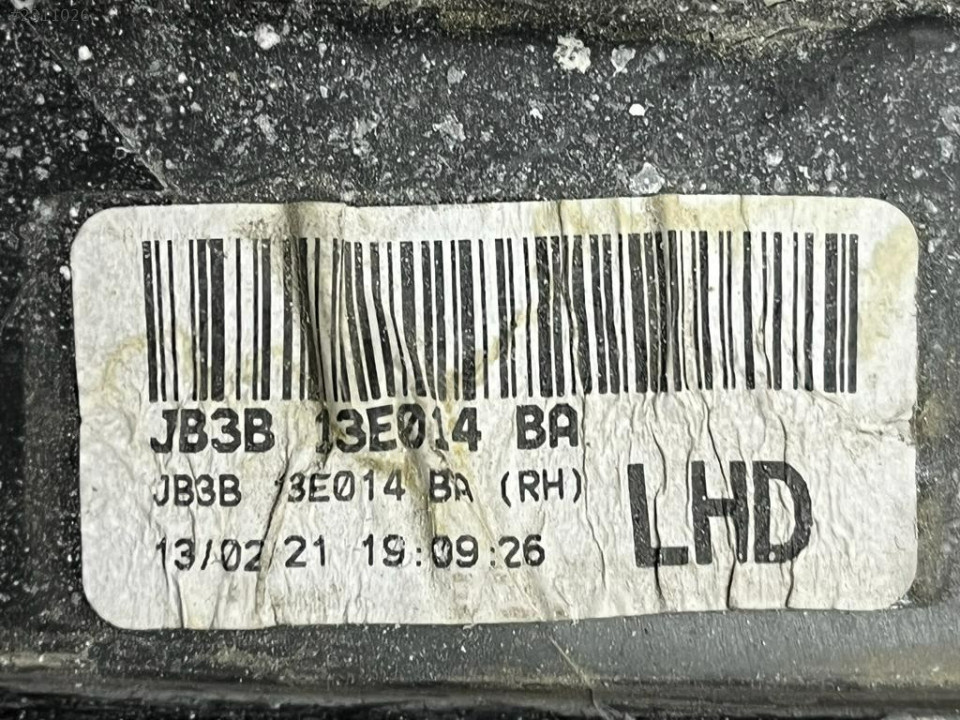 JB3B 13E014 BA
JB3B 13E014 BA (RH)
LHD
13/02/21 19:09:26